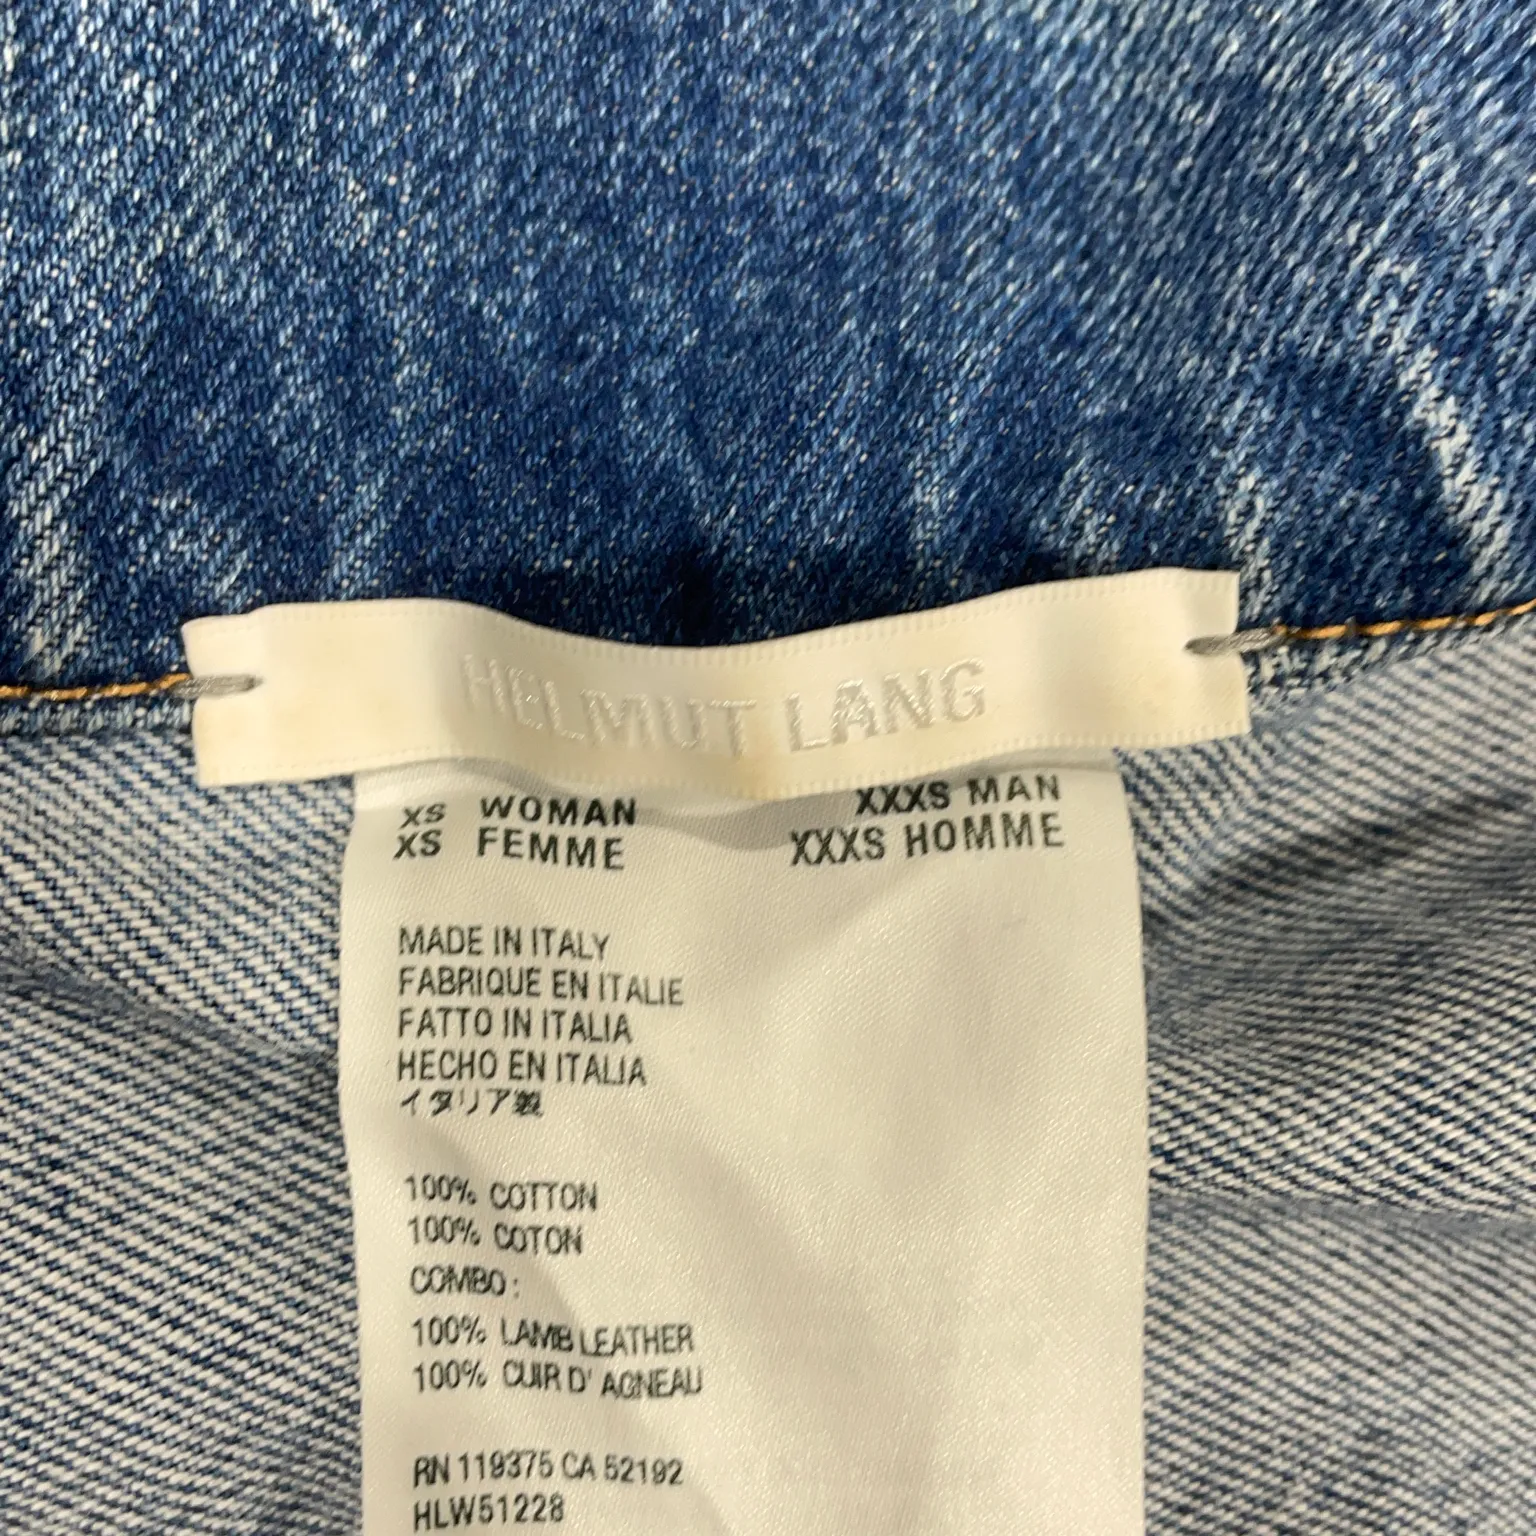 HELMUT LANG
XS WOMAN XXXS MAN
XS FEMME XXXS HOMME
MADE IN ITALY
FABRIQUE EN ITALIE
FATTO IN ITALIA
HECHO EN ITALIA
イタリア製
100% COTTON
100% COTON
COMBO:
100% LAMB LEATHER
100% CUIR D' AGNEAU
RN 119375 CA 52192
HLW51228